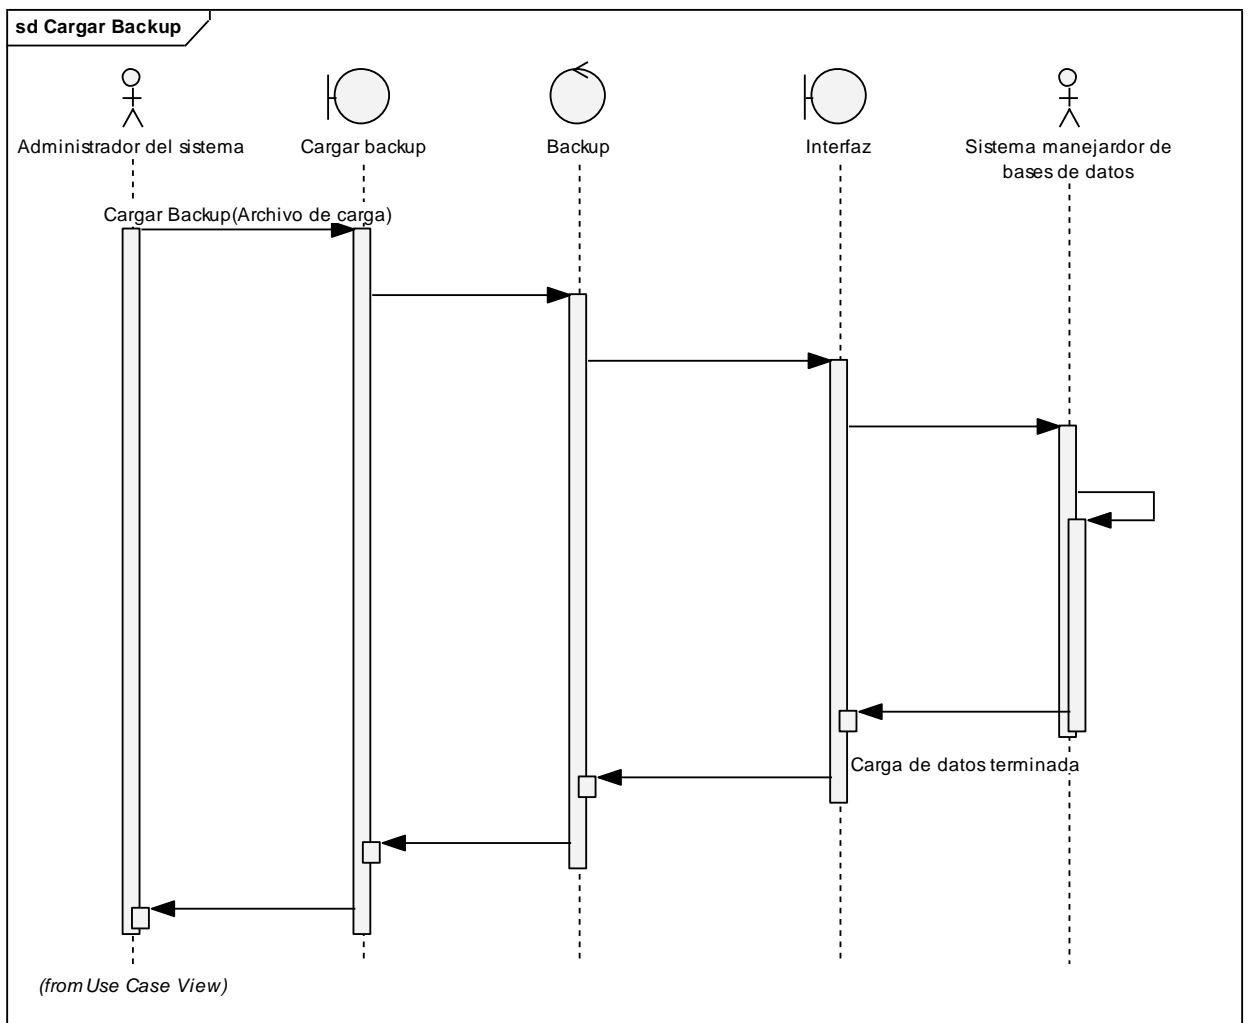 sd Cargar Backup
Administrador del sistema
Cargar backup
Backup
Interfaz
Sistema manejardor de
bases de datos
Cargar Backup(Archivo de carga)
Carga de datos terminada
(from Use Case View)